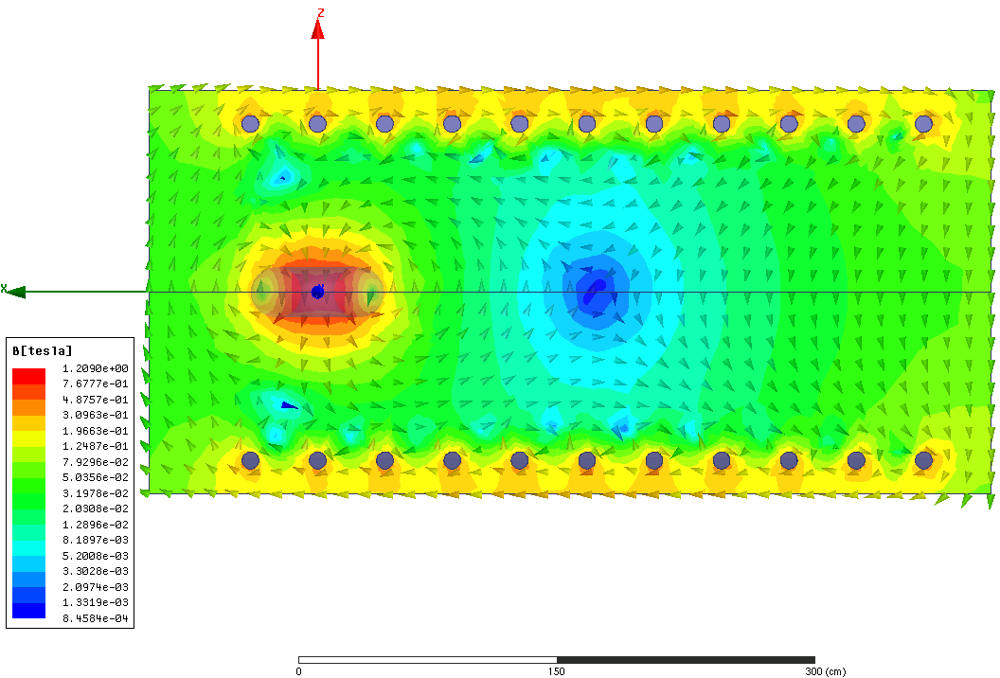 Z
X
B[tesla]
1.2090e+00
7.6777e-01
4.8757e-01
3.0963e-01
1.9663e-01
1.2487e-01
7.9296e-02
5.0356e-02
3.1978e-02
2.0308e-02
1.2896e-02
8.1897e-03
5.2008e-03
3.3028e-03
2.0974e-03
1.3319e-03
8.4584e-04
0 150 300 (cm)